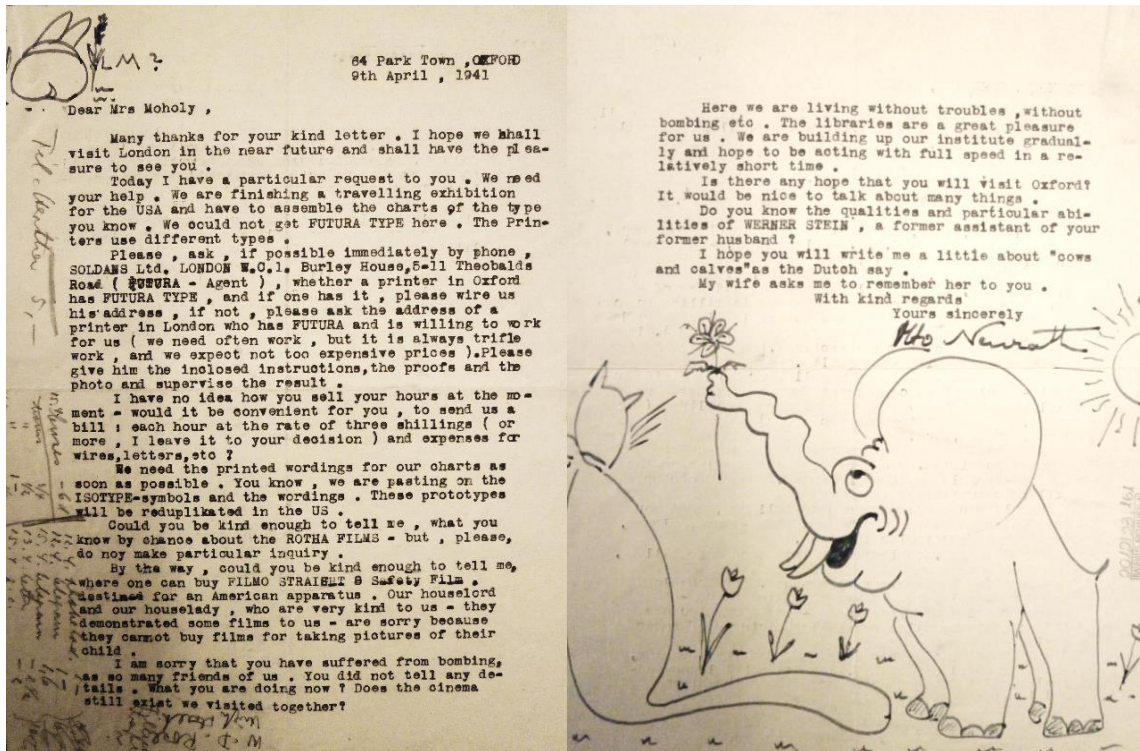 LM?
64 Park Town , OXFORD
9th April , 1941
Dear Mrs Moholy ,
Many thanks for your kind letter . I hope we shall
visit London in the near future and shall have the plea-
sure to see you .
Today I have a particular request to you . We need
your help . We are finishing a travelling exhibition
for the USA and have to assemble the charts of the type
you know . We could not get FUTURA TYPE here . The Prin-
ters use different types .
Please , ask , if possible immediately by phone ,
SOLDANS Ltd. LONDON W.C.1. Burley House,5-11 Theobalds
Road ( FUTURA - Agent ) , whether a printer in Oxford
has FUTURA TYPE , and if one has it , please wire us
his address , if not , please ask the address of a
printer in London who has FUTURA and is willing to work
for us ( we need often work , but it is always trifle
work , and we expect not too expensive prices ).Please
give him the inclosed instructions,the proofs and the
photo and supervise the result .
I have no idea how you sell your hours at the mo-
ment - would it be convenient for you , to send us a
bill : each hour at the rate of three shillings ( or
more , I leave it to your decision ) and expenses for
wires,letters,etc ?
We need the printed wordings for our charts as
soon as possible . You know , we are pasting on the
ISOTYPE-symbols and the wordings . These prototypes
will be reduplikated in the US .
Could you be kind enough to tell me , what you
know by chance about the ROTHA FILMS - but , please,
do noy make particular inquiry .
By the way , could you be kind enough to tell me,
where one can buy FILMO 8 Safety Film .
destined for an American apparatus . Our houselord
and our houselady , who are very kind to us - they
demonstrated some films to us - are sorry because
they cannot buy films for taking pictures of their
child .
I am sorry that you have suffered from bombing,
as so many friends of us . You did not tell any de-
tails . What you are doing now ? Does the cinema
still exist we visited together?
Here we are living without troubles ,without
bombing etc . The libraries are a great pleasure
for us . We are building up our institute gradual-
ly and hope to be acting with full speed in a re-
latively short time .
Is there any hope that you will visit Oxford?
It would be nice to talk about many things .
Do you know the qualities and particular abi-
lities of WERNER STEIN , a former assistant of your
former husband ?
I hope you will write me a little about "cows
and calves"as the Dutch say .
My wife asks me to remember her to you .
With kind regards
Yours sincerely
Otto Neurath